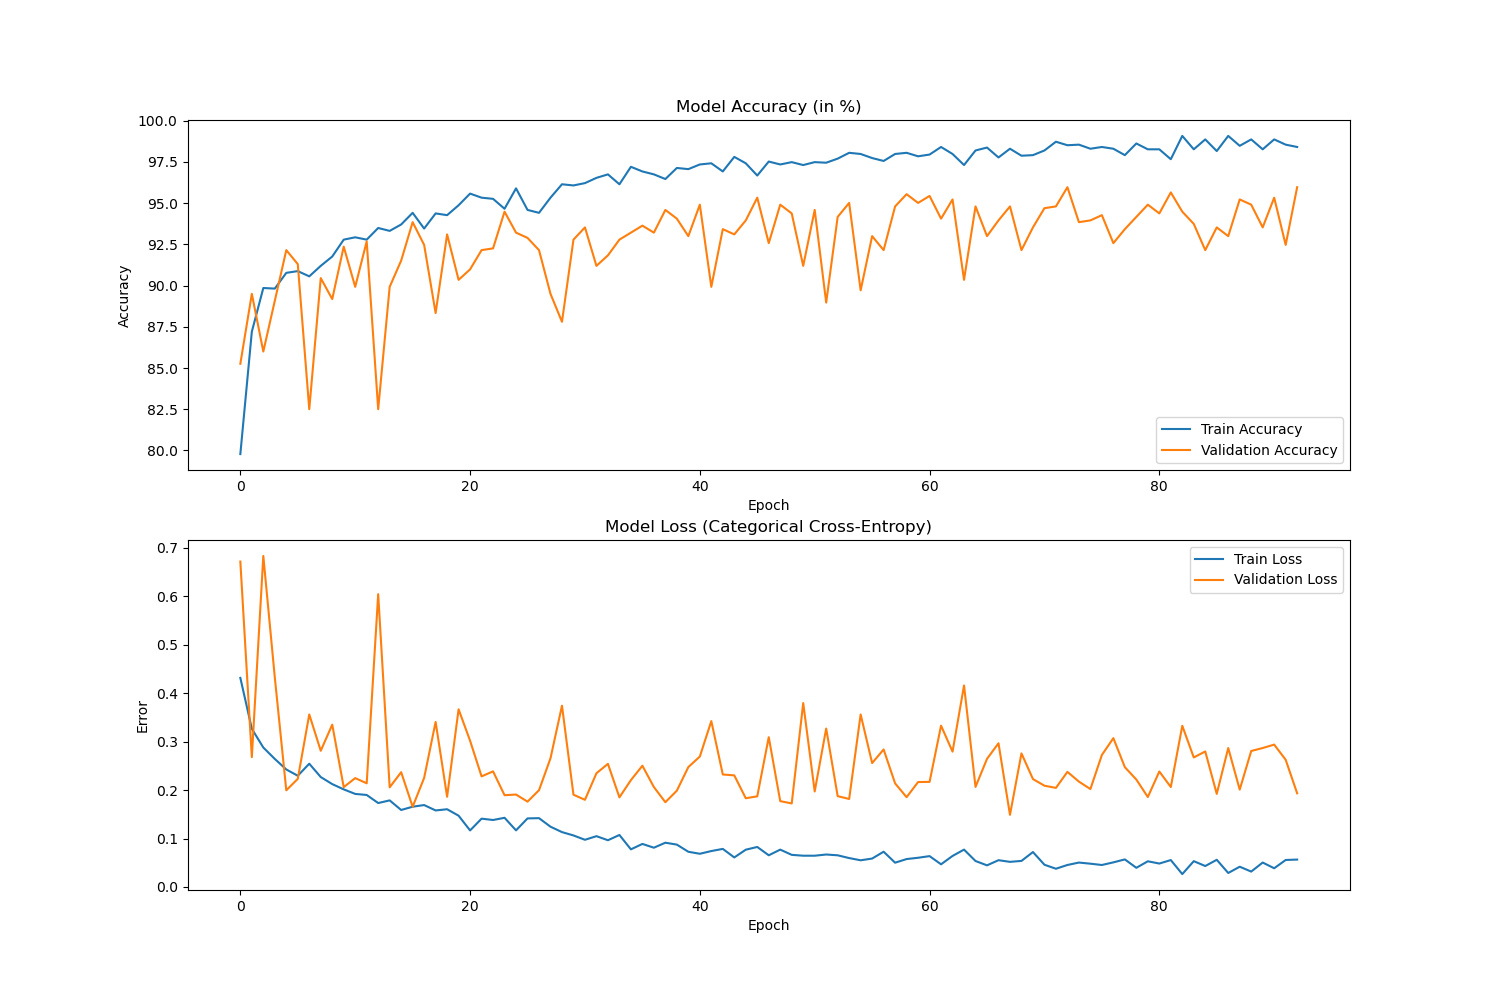 Model Accuracy (in %)
100.0
97.5
95.0
92.5
90.0
87.5
85.0
82.5
80.0
Accuracy
Train Accuracy
Validation Accuracy
0 20 40 60 80
Epoch
Model Loss (Categorical Cross-Entropy)
0.7
0.6
0.5
0.4
0.3
0.2
0.1
0.0
Error
Train Loss
Validation Loss
0 20 40 60 80
Epoch